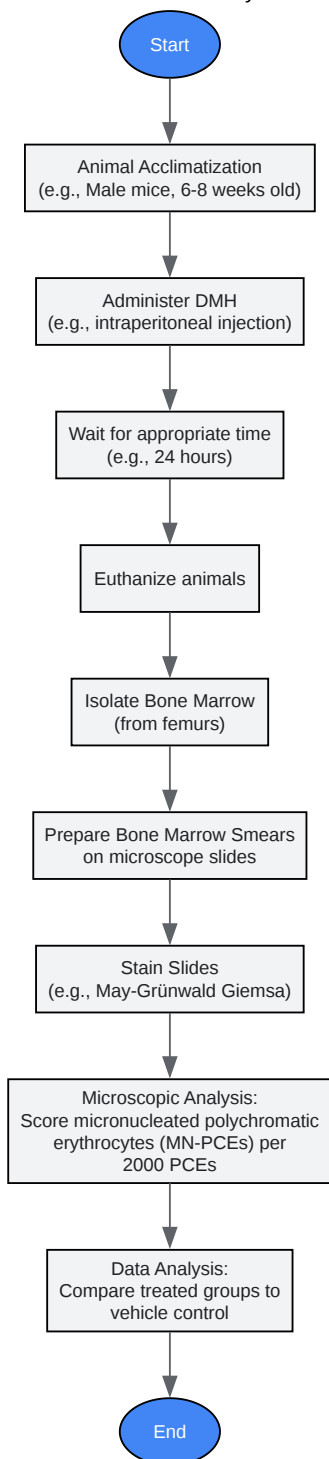 Start
Animal Acclimatization
(e.g., Male mice, 6-8 weeks old)
Administer DMH
(e.g., intraperitoneal injection)
Wait for appropriate time
(e.g., 24 hours)
Euthanize animals
Isolate Bone Marrow
(from femurs)
Prepare Bone Marrow Smears
on microscope slides
Stain Slides
(e.g., May-Grünwald Giemsa)
Microscopic Analysis:
Score micronucleated polychromatic
erythrocytes (MN-PCEs) per
2000 PCEs
Data Analysis:
Compare treated groups to
vehicle control
End